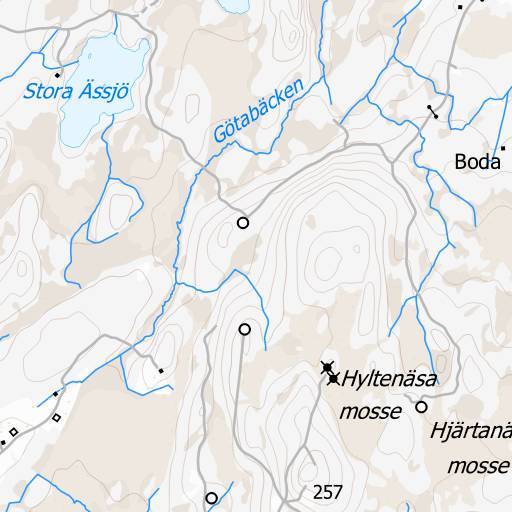 Stora Ässjö
Götabäcken
Boda
Hyltenäsa
mosse
Hjärtanä
mosse
257